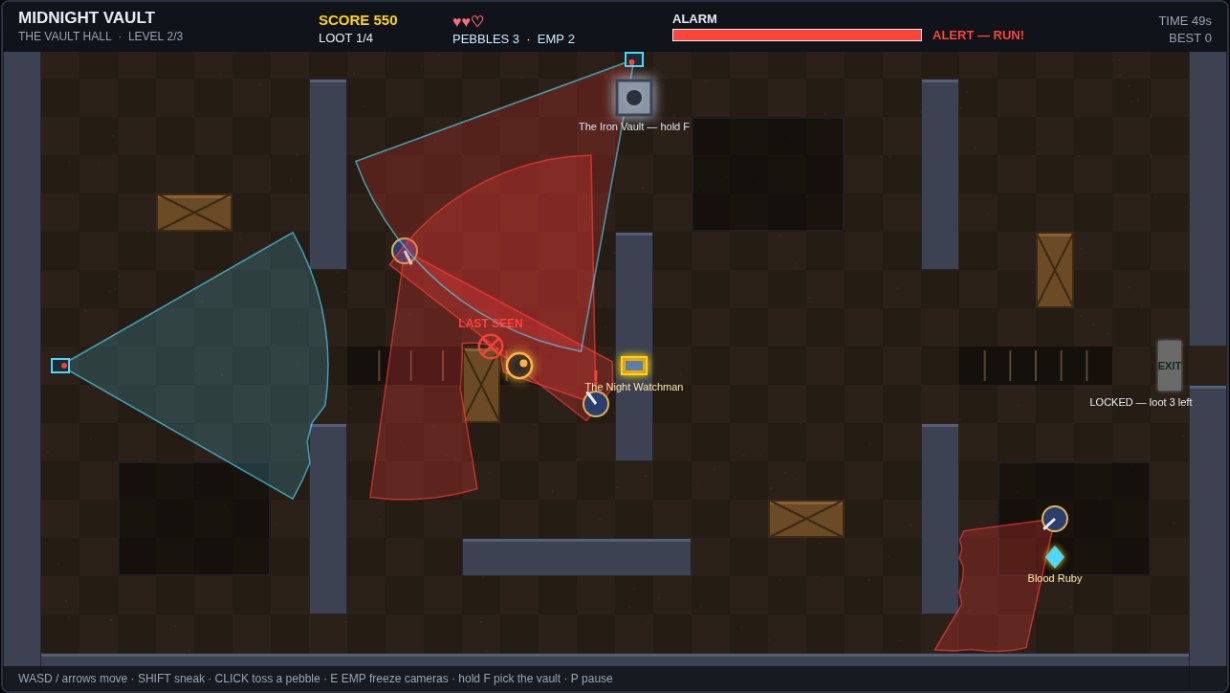 MIDNIGHT VAULT
THE VAULT HALL · LEVEL 2/3
SCORE 550
LOOT 1/4
♥♥♡
PEBBLES 3 · EMP 2
ALARM
ALERT — RUN!
TIME 49s
BEST 0
The Iron Vault — hold F
LAST SEEN
!
The Night Watchman
EXIT
LOCKED — loot 3 left
Blood Ruby
WASD / arrows move · SHIFT sneak · CLICK toss a pebble · E EMP freeze cameras · hold F pick the vault · P pause